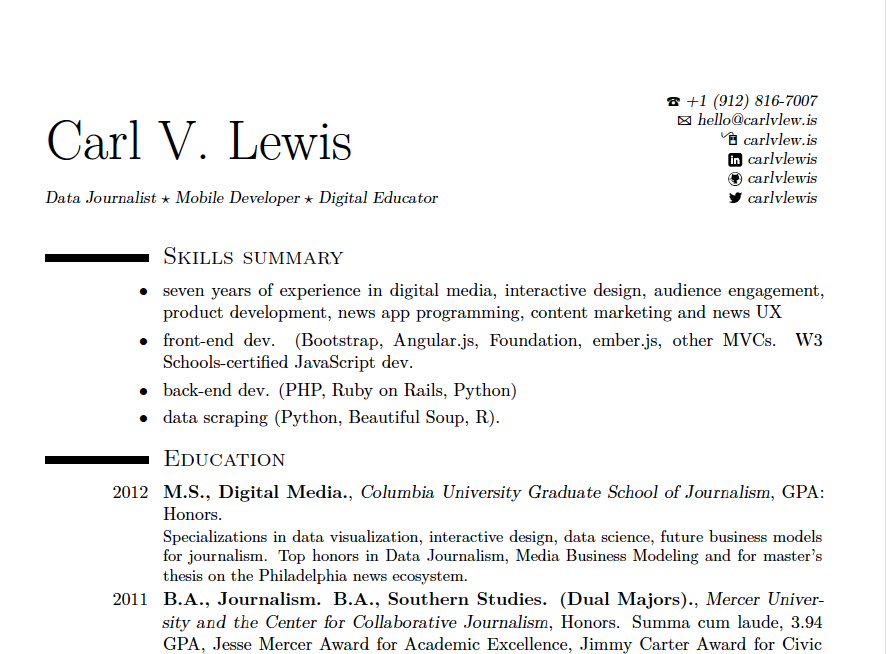 Carl V. Lewis
Data Journalist ⋆ Mobile Developer ⋆ Digital Educator
+1 (912) 816-7007
hello@carlvlew.is
carlvlew.is
carlvlewis
carlvlewis
carlvlewis
Skills summary
• seven years of experience in digital media, interactive design, audience engagement,
product development, news app programming, content marketing and news UX
• front-end dev. (Bootstrap, Angular.js, Foundation, ember.js, other MVCs. W3
Schools-certified JavaScript dev.
• back-end dev. (PHP, Ruby on Rails, Python)
• data scraping (Python, Beautiful Soup, R).
Education
2012 M.S., Digital Media., Columbia University Graduate School of Journalism, GPA:
Honors.
Specializations in data visualization, interactive design, data science, future business models
for journalism. Top honors in Data Journalism, Media Business Modeling and for master's
thesis on the Philadelphia news ecosystem.
2011 B.A., Journalism. B.A., Southern Studies. (Dual Majors)., Mercer Univer-
sity and the Center for Collaborative Journalism, Honors. Summa cum laude, 3.94
GPA, Jesse Mercer Award for Academic Excellence, Jimmy Carter Award for Civic